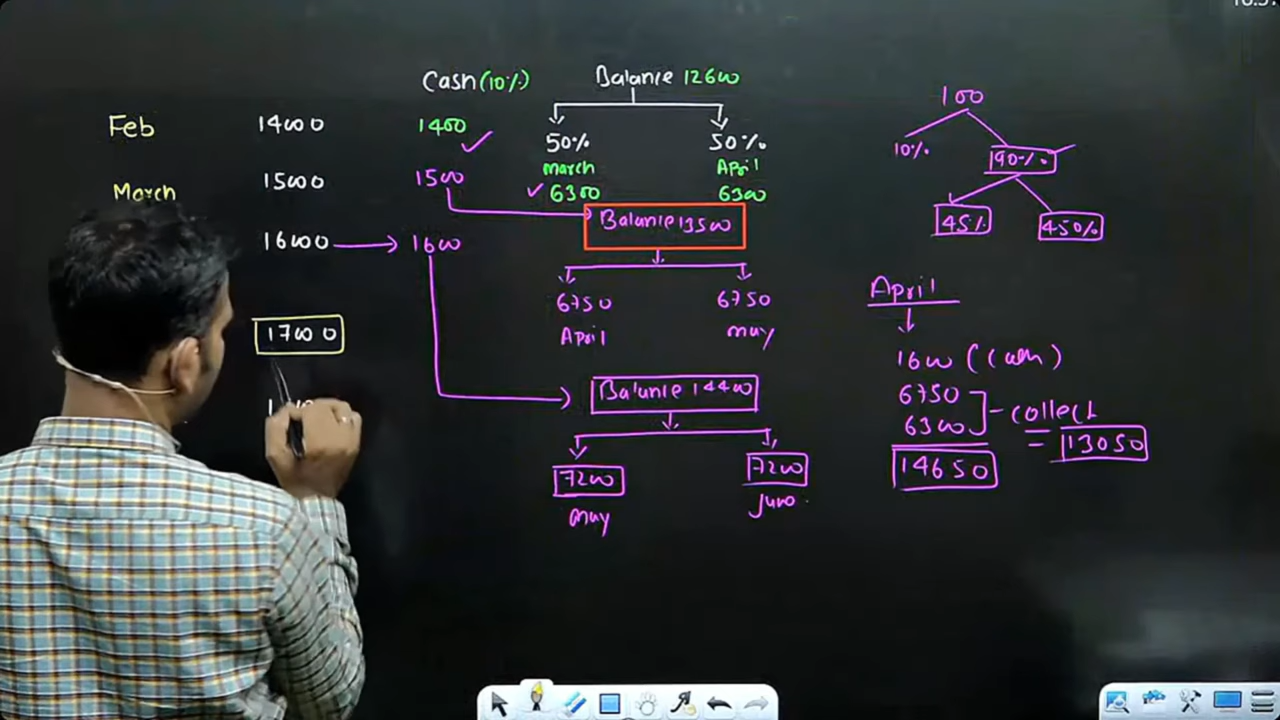 Cash (10%) Balance 12600
100
Feb 14000 1400 50% 50%
10% 90%
March 15000 1500 march April
6300 6300
Balance 13500
45% 450%
16000 1600
6750 6750
April may
April
17000
1600 (cash)
Balance 14400
6750
6300 collect
= 13050
14650
7200 7200
may June